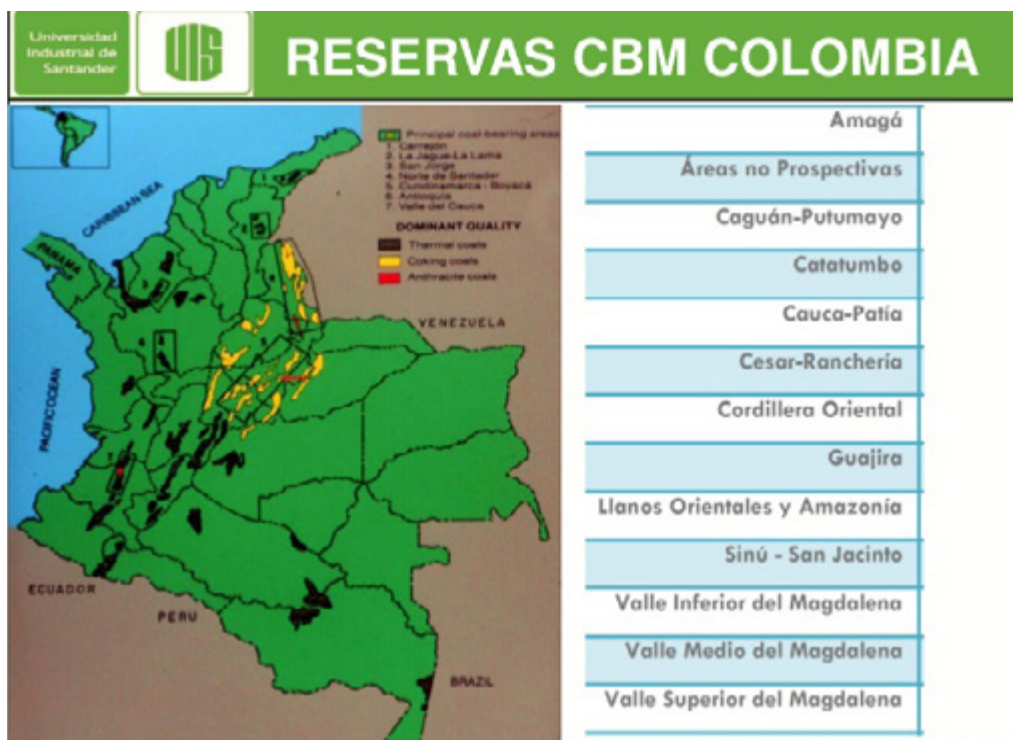 Universidad
Industrial de
Santander
UIS
RESERVAS CBM COLOMBIA
Principal coal-bearing areas
1. Cerrejón
2. La Jagua-La Loma
3. San Jorge
4. Norte de Santander
5. Cundinamarca - Boyacá
6. Antioquia
7. Valle del Cauca
DOMINANT QUALITY
Thermal coals
Coking coals
Anthracite coals
CARIBBEAN SEA
PANAMA
VENEZUELA
PACIFIC OCEAN
ECUADOR
PERU
BRAZIL
Amagá
Áreas no Prospectivas
Caguán-Putumayo
Catatumbo
Cauca-Patía
Cesar-Ranchería
Cordillera Oriental
Guajira
Llanos Orientales y Amazonía
Sinú - San Jacinto
Valle Inferior del Magdalena
Valle Medio del Magdalena
Valle Superior del Magdalena